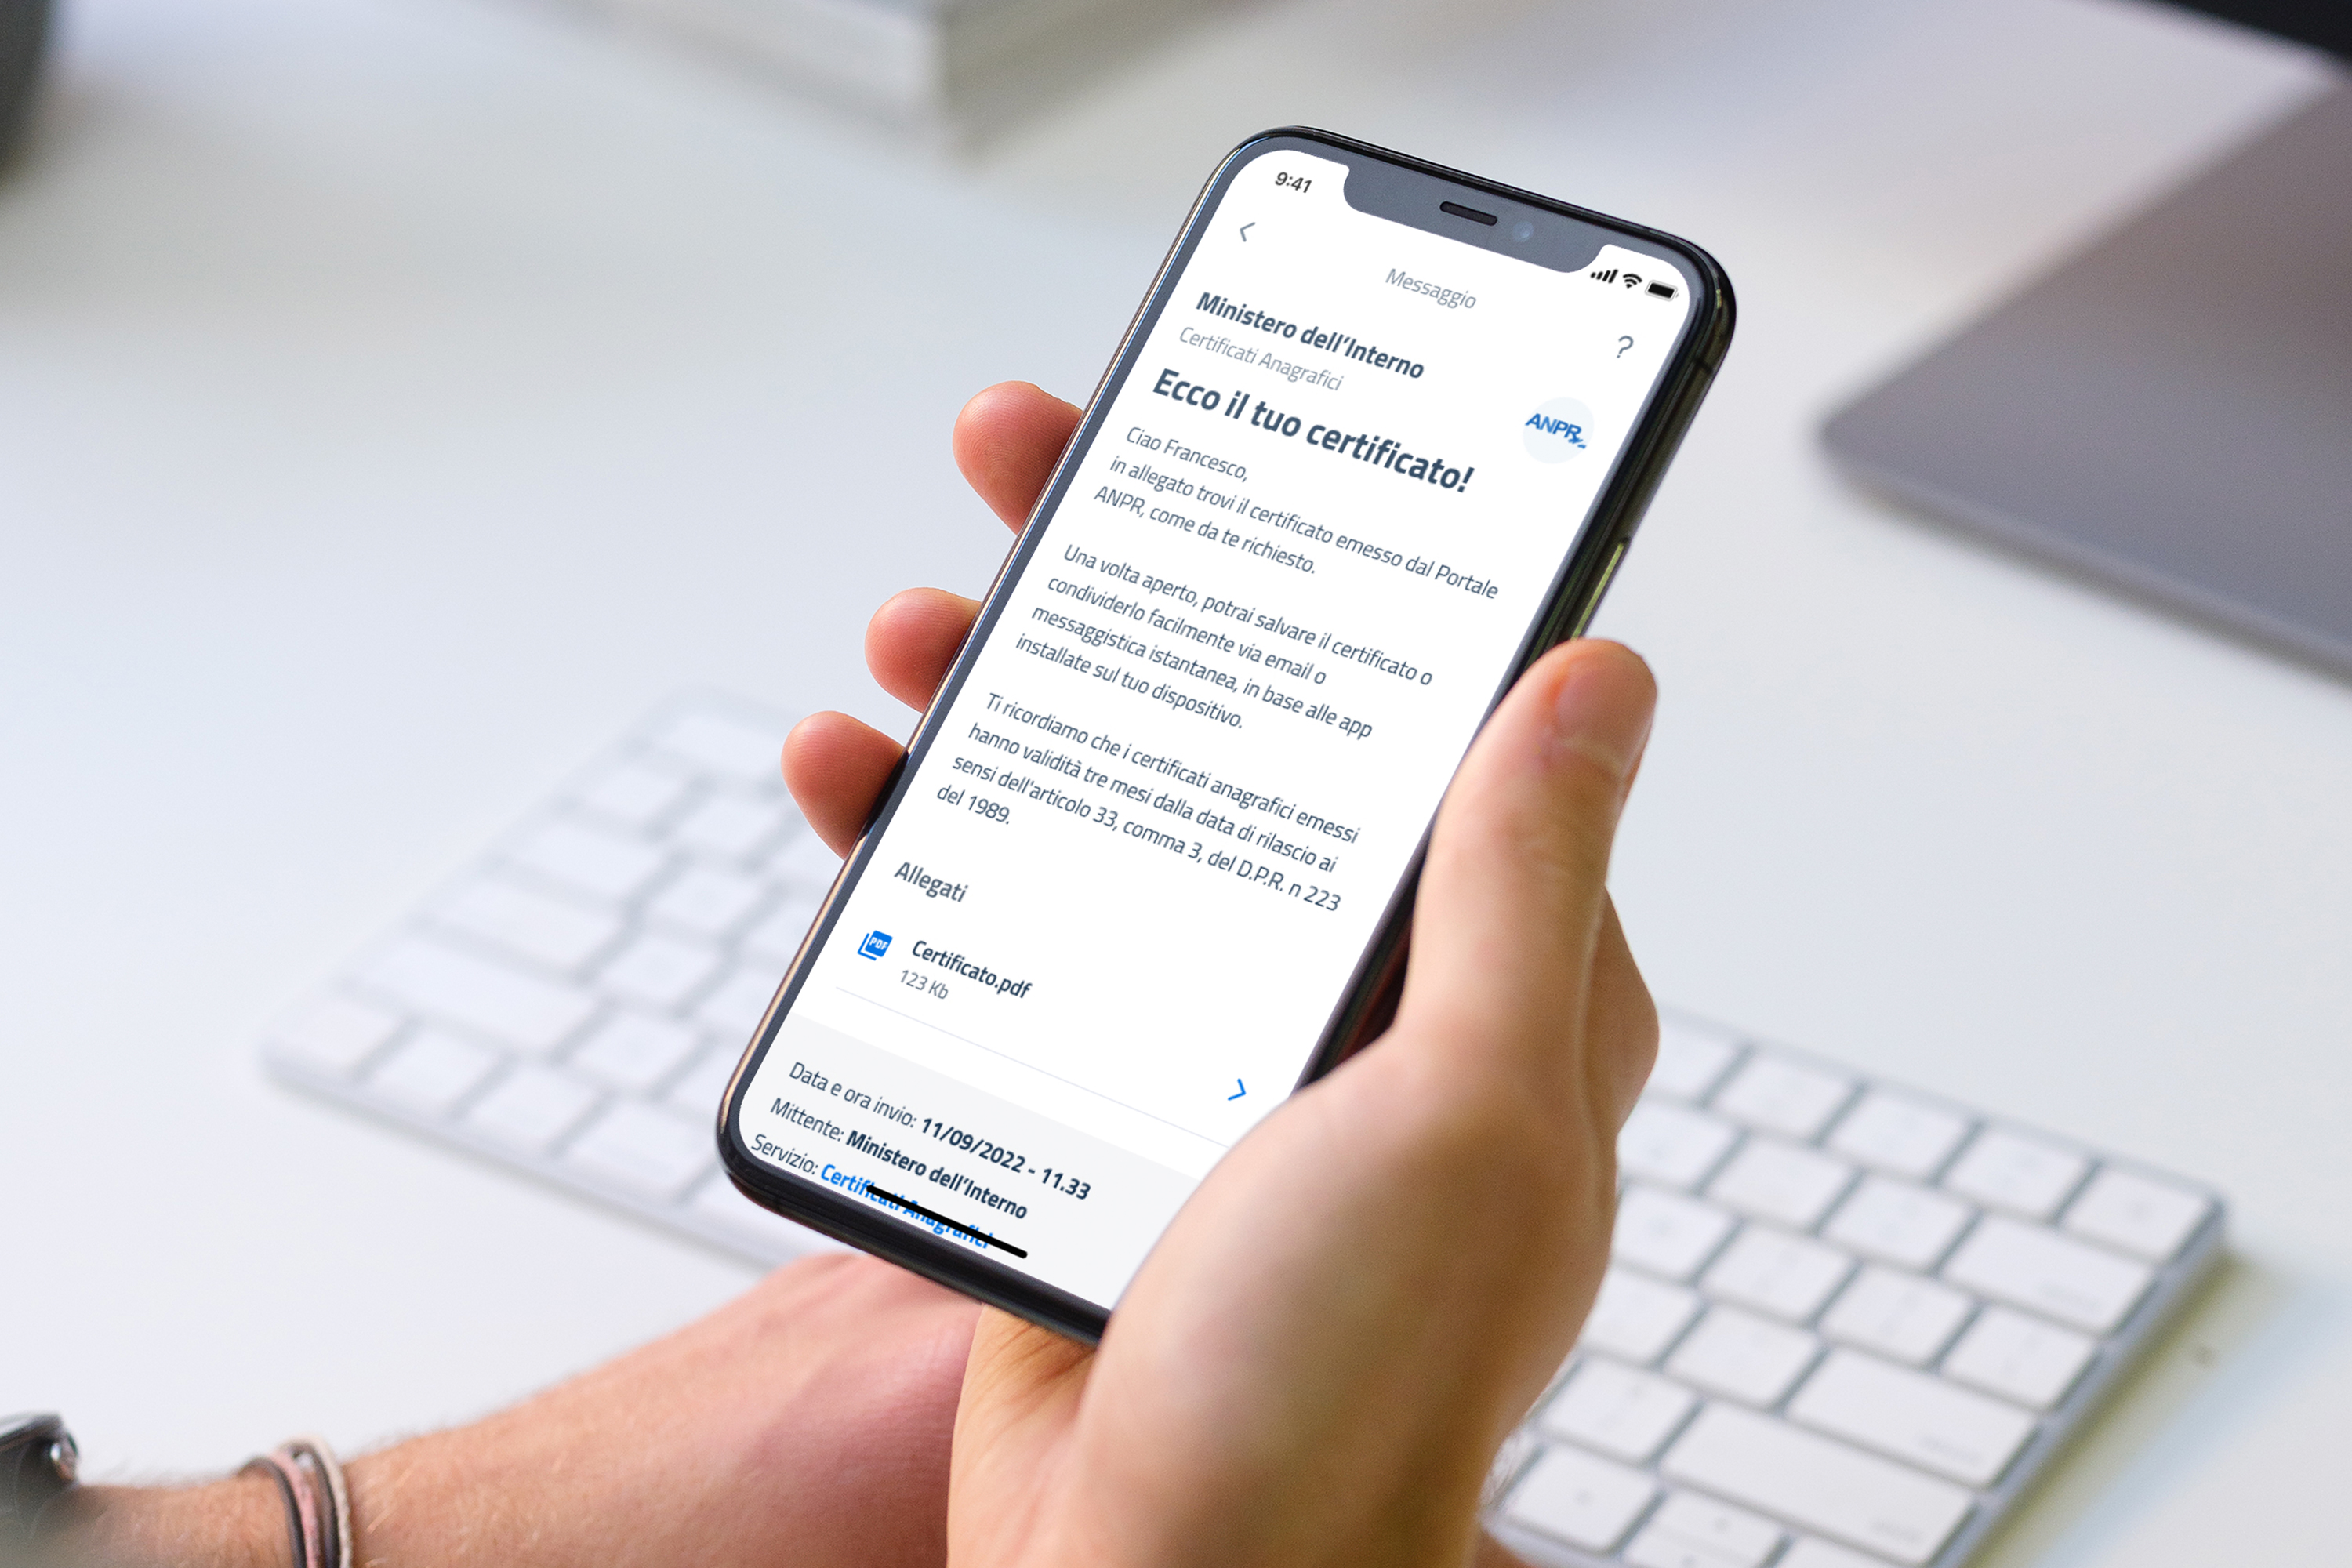 9:41
Messaggio
?
Ministero dell'Interno
Certificati Anagrafici
ANPR
Ecco il tuo certificato!
Ciao Francesco,
in allegato trovi il certificato emesso dal Portale
ANPR, come da te richiesto.
Una volta aperto, potrai salvare il certificato o
condividerlo facilmente via email o
messaggistica istantanea, in base alle app
installate sul tuo dispositivo.
Ti ricordiamo che i certificati anagrafici emessi
hanno validità tre mesi dalla data di rilascio ai
sensi dell'articolo 33, comma 3, del D.P.R. n 223
del 1989.
Allegati
PDF
Certificato.pdf
123 Kb
Data e ora invio: 11/09/2022 - 11.33
Mittente: Ministero dell'Interno
Servizio: Certificati Anagrafici